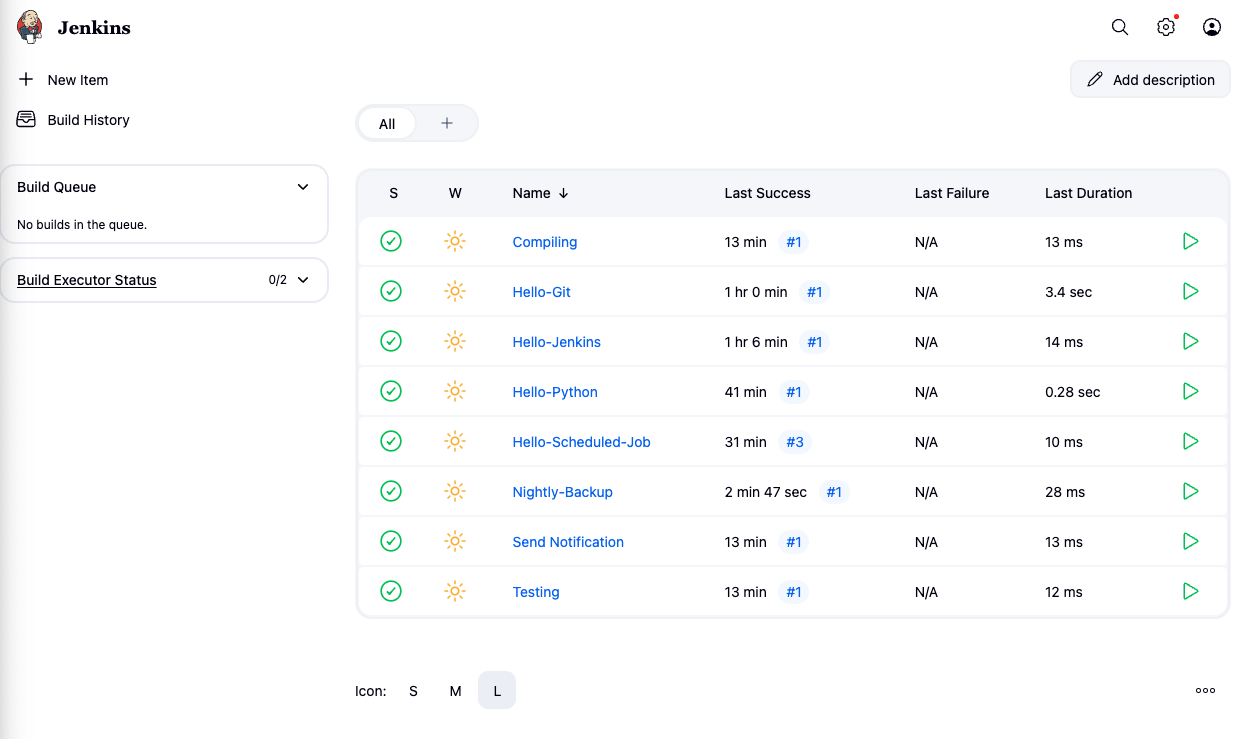 Jenkins
New Item
Add description
Build History
All
Build Queue
No builds in the queue.
Build Executor Status 0/2
S W Name ↓ Last Success Last Failure Last Duration
Compiling 13 min #1 N/A 13 ms
Hello-Git 1 hr 0 min #1 N/A 3.4 sec
Hello-Jenkins 1 hr 6 min #1 N/A 14 ms
Hello-Python 41 min #1 N/A 0.28 sec
Hello-Scheduled-Job 31 min #3 N/A 10 ms
Nightly-Backup 2 min 47 sec #1 N/A 28 ms
Send Notification 13 min #1 N/A 13 ms
Testing 13 min #1 N/A 12 ms
Icon: S M L